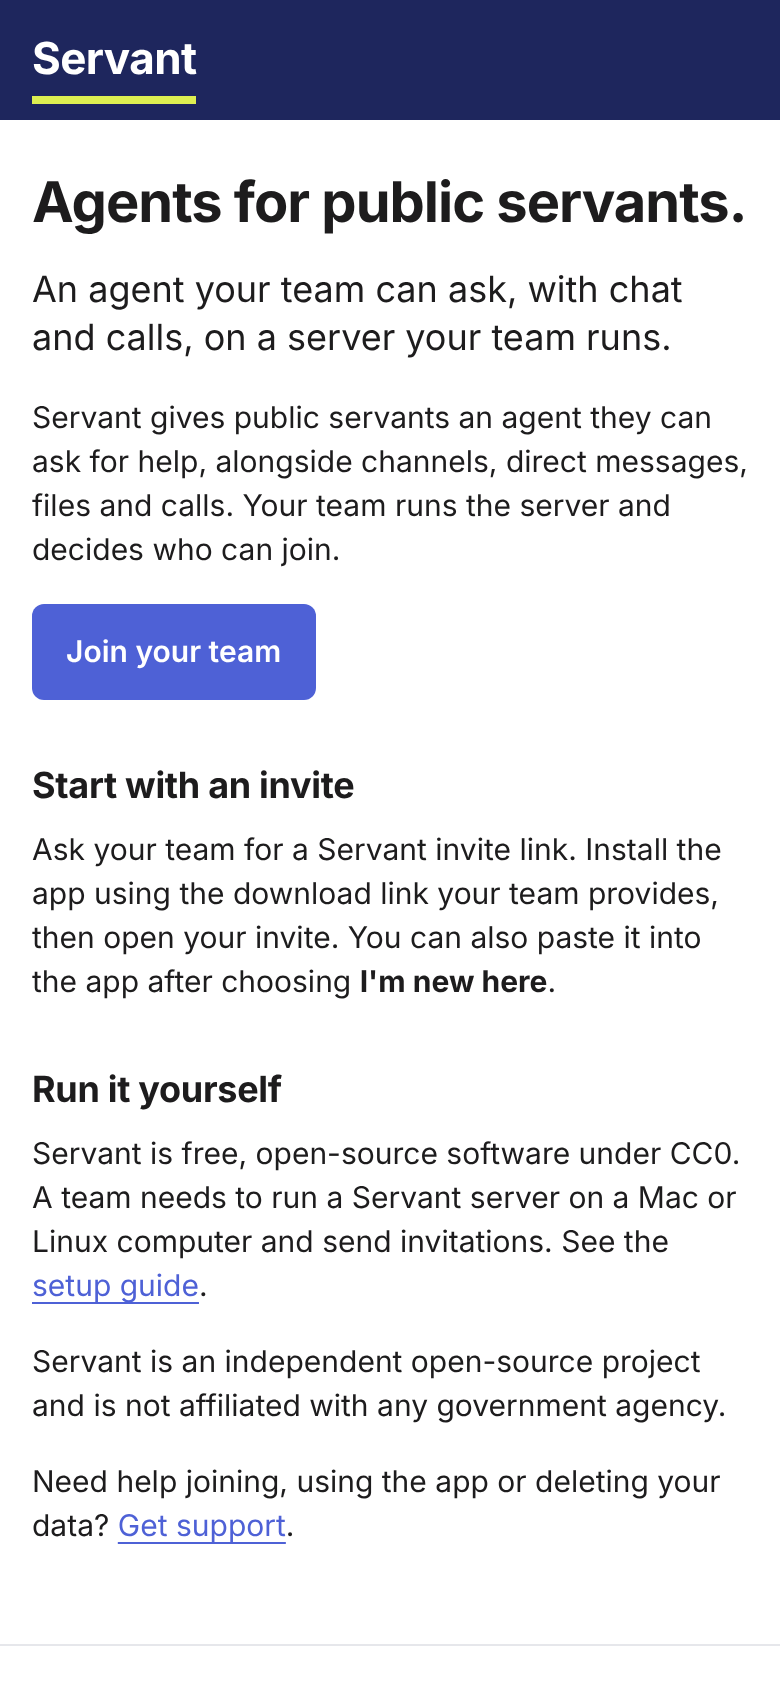 Servant
Agents for public servants.
An agent your team can ask, with chat
and calls, on a server your team runs.
Servant gives public servants an agent they can
ask for help, alongside channels, direct messages,
files and calls. Your team runs the server and
decides who can join.
Join your team
Start with an invite
Ask your team for a Servant invite link. Install the
app using the download link your team provides,
then open your invite. You can also paste it into
the app after choosing I'm new here.
Run it yourself
Servant is free, open-source software under CC0.
A team needs to run a Servant server on a Mac or
Linux computer and send invitations. See the
setup guide.
Servant is an independent open-source project
and is not affiliated with any government agency.
Need help joining, using the app or deleting your
data? Get support.